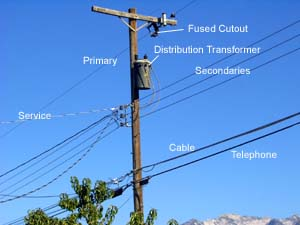 Fused Cutout
Distribution Transformer
Primary
Secondaries
Service
Cable
Telephone